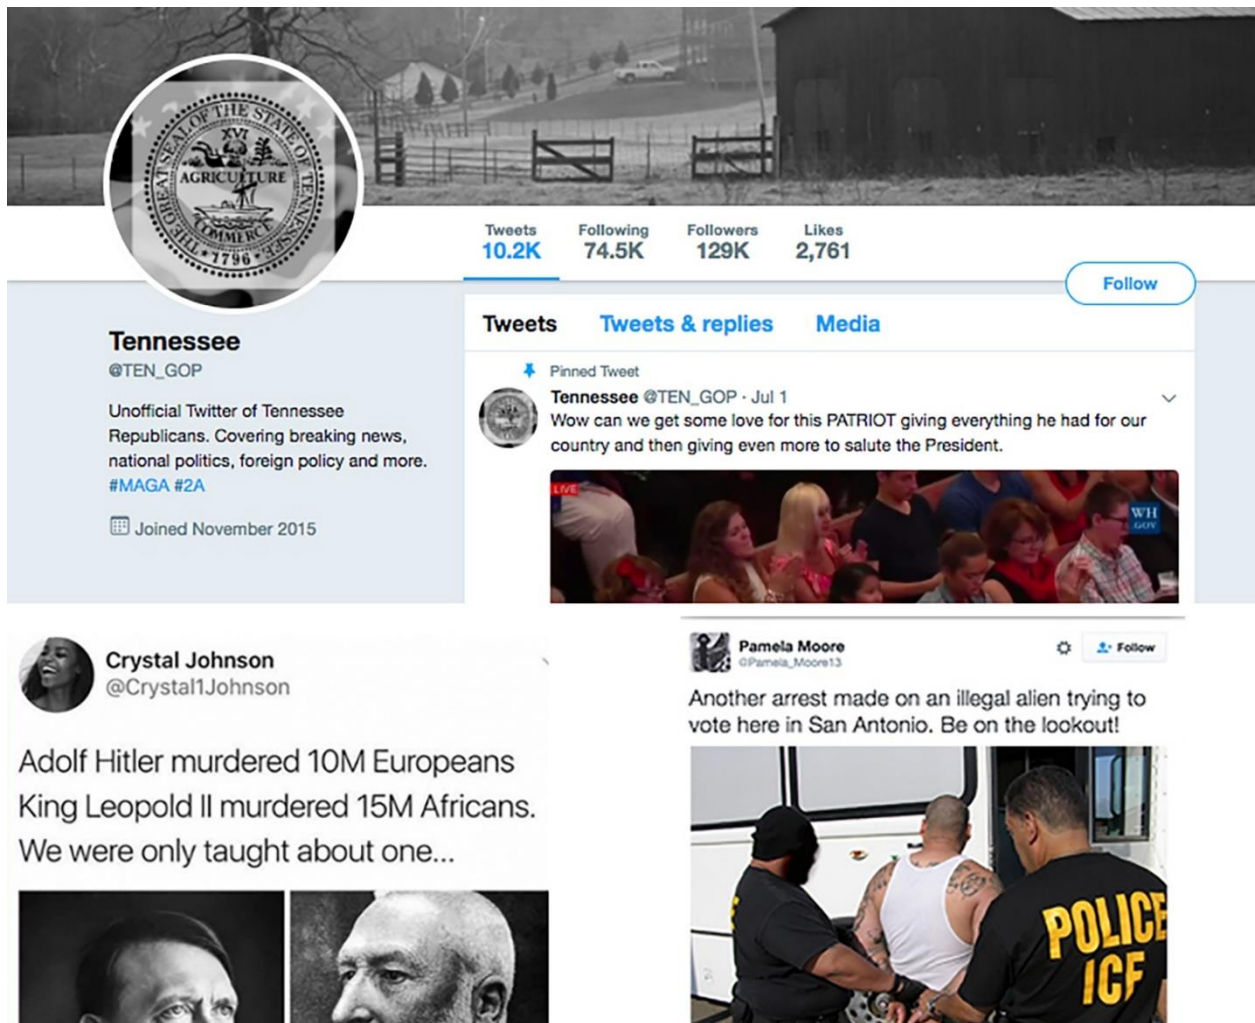 THE GREAT SEAL OF THE STATE OF TENNESSEE
XVI
AGRICULTURE
COMMERCE
1796
Tweets Following Followers Likes
10.2K 74.5K 129K 2,761
Follow
Tennessee
@TEN_GOP
Unofficial Twitter of Tennessee
Republicans. Covering breaking news,
national politics, foreign policy and more.
#MAGA #2A
Joined November 2015
Tweets Tweets & replies Media
Pinned Tweet
Tennessee @TEN_GOP · Jul 1
Wow can we get some love for this PATRIOT giving everything he had for our
country and then giving even more to salute the President.
LIVE
WH
.GOV
Crystal Johnson
@Crystal1Johnson
Adolf Hitler murdered 10M Europeans
King Leopold II murdered 15M Africans.
We were only taught about one...
Pamela Moore
@Pamela_Moore13
Follow
Another arrest made on an illegal alien trying to
vote here in San Antonio. Be on the lookout!
POLICE
ICE